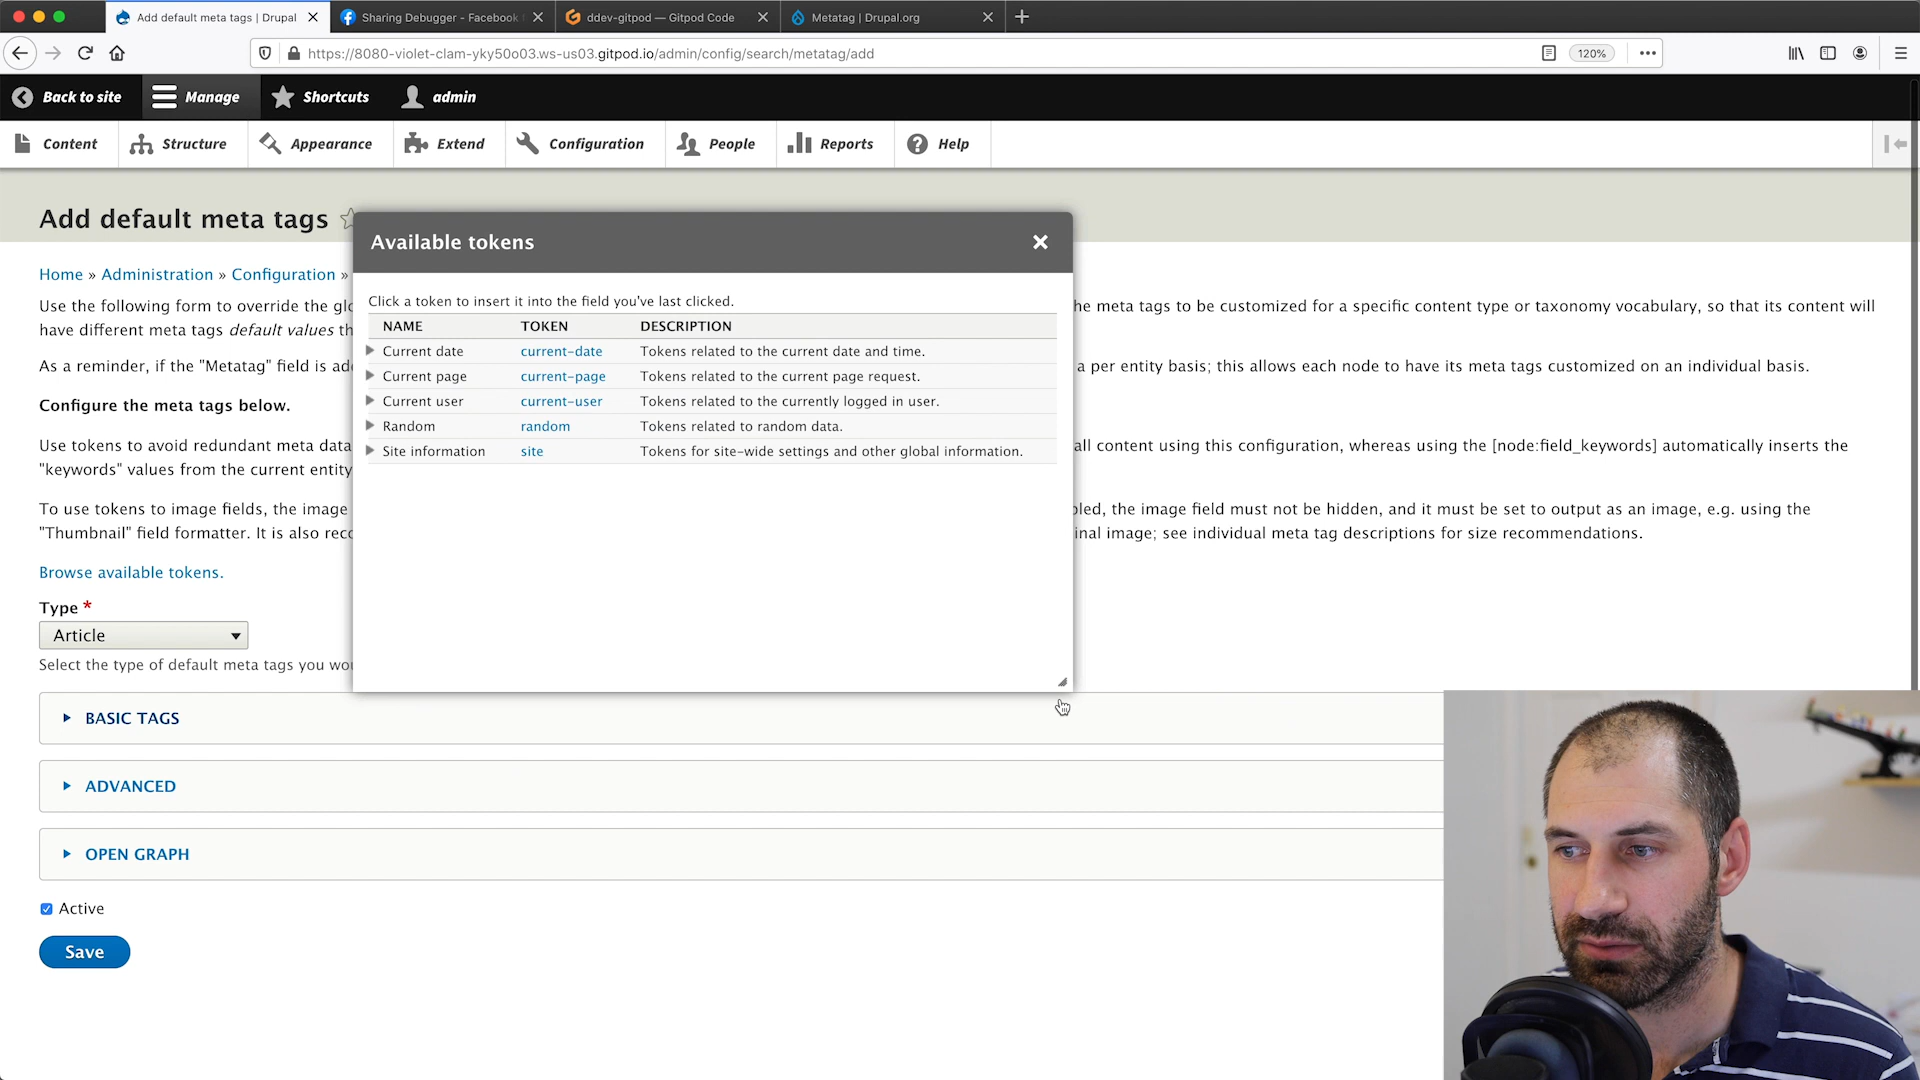 Add default meta tags | Drupal
Sharing Debugger - Facebook
ddev-gitpod — Gitpod Code
Metatag | Drupal.org
https://8080-violet-clam-yky50o03.ws-us03.gitpod.io/admin/config/search/metatag/add
120%
Back to site
Manage
Shortcuts
admin
Content
Structure
Appearance
Extend
Configuration
People
Reports
Help
Add default meta tags
Available tokens
Home » Administration » Configuration »
Click a token to insert it into the field you've last clicked.
NAME TOKEN DESCRIPTION
Current date current-date Tokens related to the current date and time.
Current page current-page Tokens related to the current page request.
Current user current-user Tokens related to the currently logged in user.
Random random Tokens related to random data.
Site information site Tokens for site-wide settings and other global information.
Use the following form to override the glo
he meta tags to be customized for a specific content type or taxonomy vocabulary, so that its content will
have different meta tags default values th
As a reminder, if the "Metatag" field is ad
a per entity basis; this allows each node to have its meta tags customized on an individual basis.
Configure the meta tags below.
Use tokens to avoid redundant meta data
all content using this configuration, whereas using the [node:field_keywords] automatically inserts the
"keywords" values from the current entity
To use tokens to image fields, the image
led, the image field must not be hidden, and it must be set to output as an image, e.g. using the
"Thumbnail" field formatter. It is also reco
inal image; see individual meta tag descriptions for size recommendations.
Browse available tokens.
Type *
Article
Select the type of default meta tags you wo
BASIC TAGS
ADVANCED
OPEN GRAPH
Active
Save